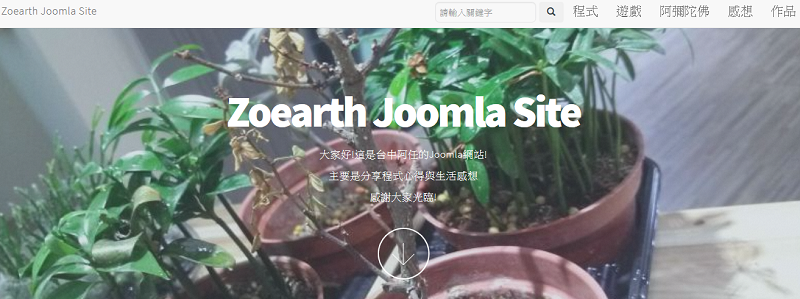 Zoearth Joomla Site
請輸入關鍵字
程式 遊戲 阿彌陀佛 感想 作品
Zoearth Joomla Site
大家好!這是台中阿任的Joomla網站!
主要是分享程式心得與生活感想
感謝大家光臨!